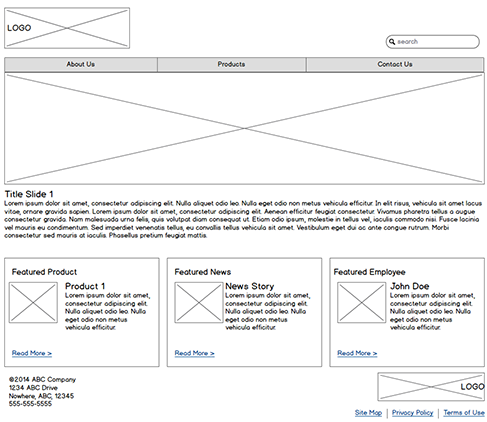 LOGO
search
About Us
Products
Contact Us
Title Slide 1
Lorem ipsum dolor sit amet, consectetur adipiscing elit. Nulla aliquet odio leo. Nulla eget odio non metus vehicula efficitur. In elit risus, vehicula sit amet lacus
vitae, ornare gravida sapien. Lorem ipsum dolor sit amet, consectetur adipiscing elit. Aenean efficitur feugiat consectetur. Vivamus pharetra tellus a augue
consectetur gravida. Nam malesuada urna felis, quis volutpat diam consequat ut. Etiam odio ipsum, molestie in tellus vel, iaculis commodo nisi. Fusce lacinia
vel mauris eu condimentum. Sed imperdiet venenatis tellus, eu convallis tellus vehicula sit amet. Vestibulum eget dui ac ante congue rutrum. Morbi
consectetur sed mauris at iaculis. Phasellus pretium feugiat mattis.
Featured Product
Product 1
Lorem ipsum dolor sit amet,
consectetur adipiscing elit.
Nulla aliquet odio leo. Nulla
eget odio non metus
vehicula efficitur.
Read More >
Featured News
News Story
Lorem ipsum dolor sit amet,
consectetur adipiscing elit.
Nulla aliquet odio leo. Nulla
eget odio non metus
vehicula efficitur.
Read More >
Featured Employee
John Doe
Lorem ipsum dolor sit amet,
consectetur adipiscing elit.
Nulla aliquet odio leo. Nulla
eget odio non metus
vehicula efficitur.
Read More >
©2014 ABC Company
1234 ABC Drive
Nowhere, ABC, 12345
555-555-5555
LOGO
Site Map | Privacy Policy | Terms of Use